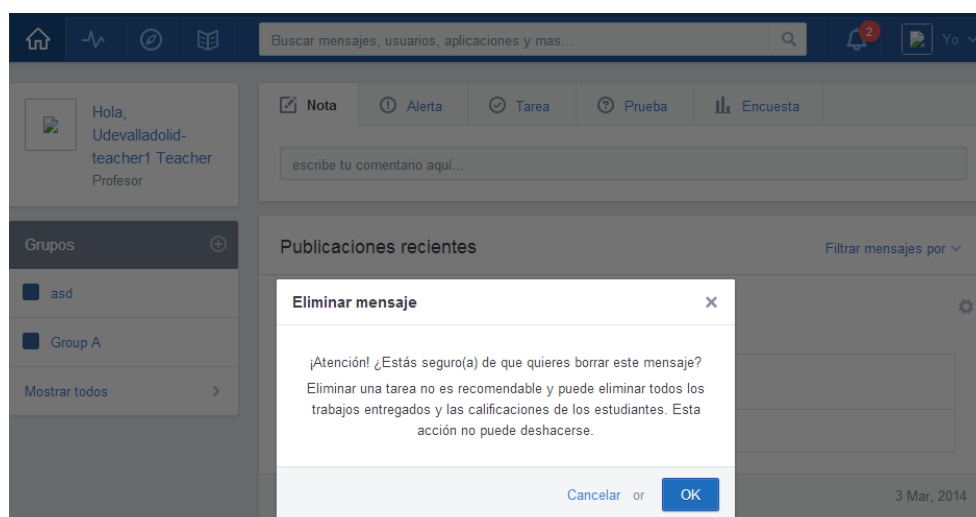 Buscar mensajes, usuarios, aplicaciones y mas...
2
Yo
Hola,
Udevalladolid-
teacher1 Teacher
Profesor
Nota
Alerta
Tarea
Prueba
Encuesta
escribe tu comentario aquí...
Grupos
asd
Group A
Mostrar todos
Publicaciones recientes
Filtrar mensajes por
Eliminar mensaje
¡Atención! ¿Estás seguro(a) de que quieres borrar este mensaje?
Eliminar una tarea no es recomendable y puede eliminar todos los
trabajos entregados y las calificaciones de los estudiantes. Esta
acción no puede deshacerse.
Cancelar or OK
3 Mar, 2014